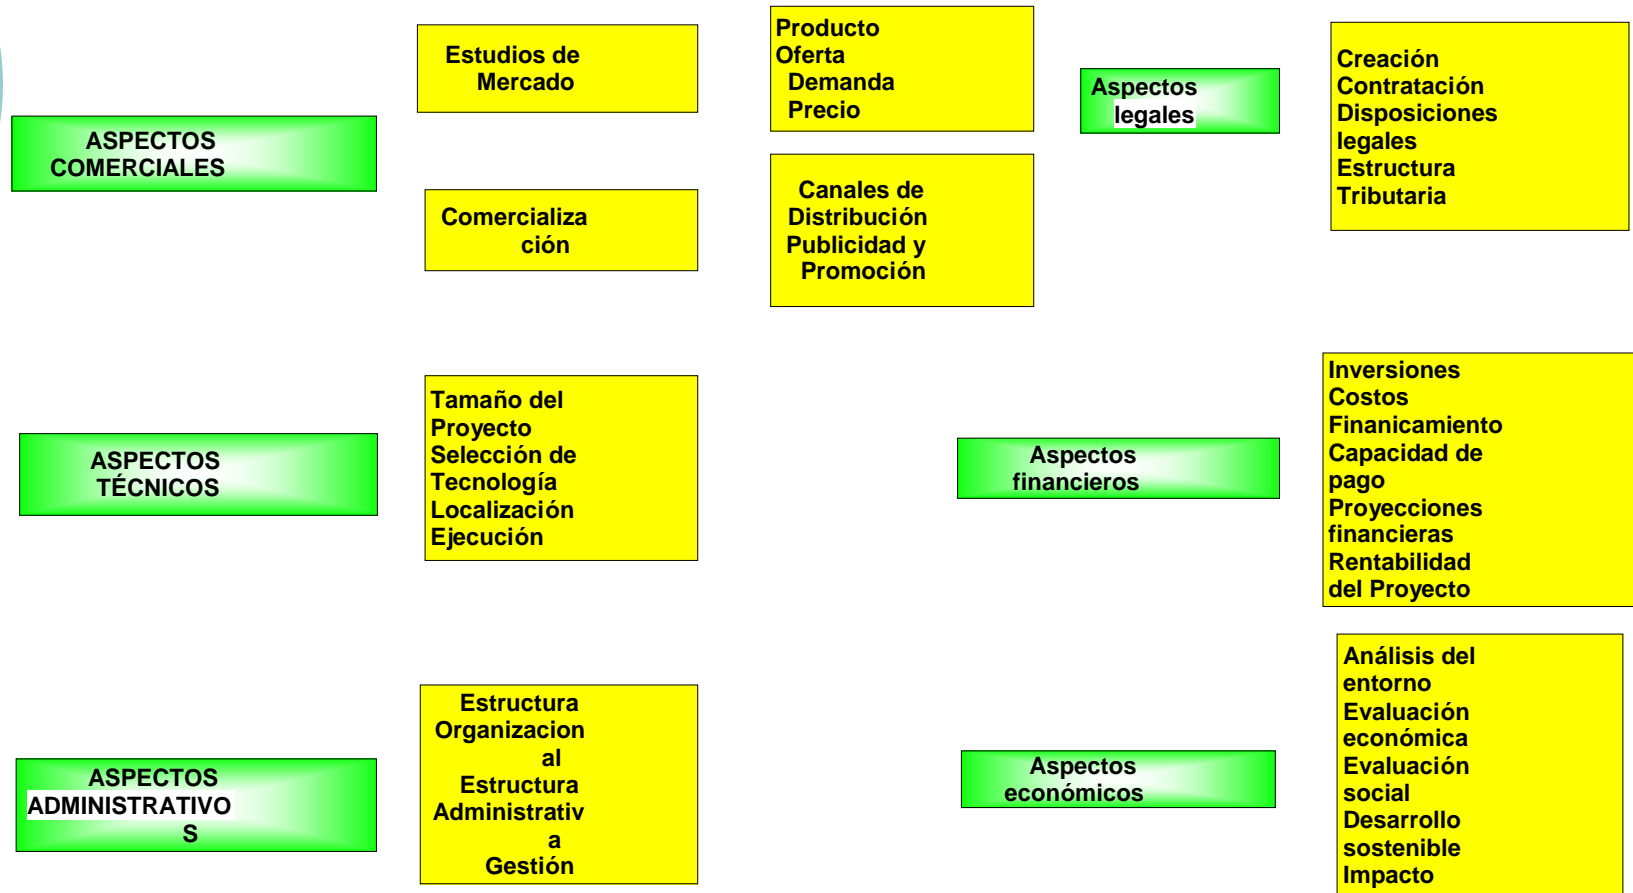 ASPECTOS
COMERCIALES
Estudios de
Mercado
Producto
Oferta
Demanda
Precio
Comercializa
ción
Canales de
Distribución
Publicidad y
Promoción
Aspectos
legales
Creación
Contratación
Disposiciones
legales
Estructura
Tributaria
ASPECTOS
TÉCNICOS
Tamaño del
Proyecto
Selección de
Tecnología
Localización
Ejecución
Aspectos
financieros
Inversiones
Costos
Finanicamiento
Capacidad de
pago
Proyecciones
financieras
Rentabilidad
del Proyecto
ASPECTOS
ADMINISTRATIVO
S
Estructura
Organizacion
al
Estructura
Administrativ
a
Gestión
Aspectos
económicos
Análisis del
entorno
Evaluación
económica
Evaluación
social
Desarrollo
sostenible
Impacto